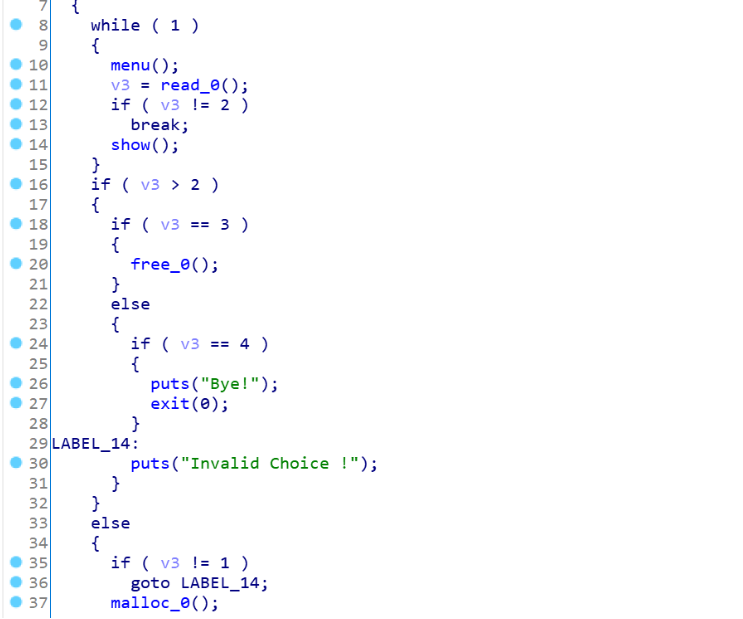 7 {
8 while ( 1 )
9 {
10 menu();
11 v3 = read_0();
12 if ( v3 != 2 )
13 break;
14 show();
15 }
16 if ( v3 > 2 )
17 {
18 if ( v3 == 3 )
19 {
20 free_0();
21 }
22 else
23 {
24 if ( v3 == 4 )
25 {
26 puts("Bye!");
27 exit(0);
28 }
29 LABEL_14:
30 puts("Invalid Choice !");
31 }
32 }
33 else
34 {
35 if ( v3 != 1 )
36 goto LABEL_14;
37 malloc_0();